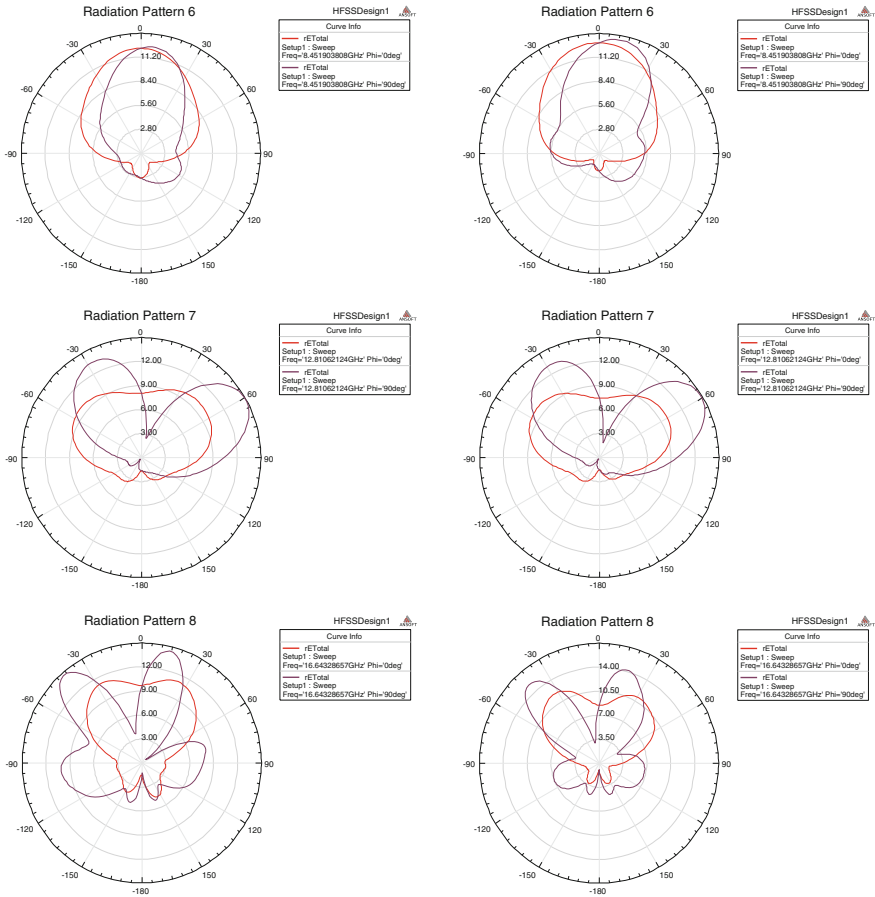 Radiation Pattern 6
HFSSDesign1
ANSOFT
Curve Info
rETotal
Setup1 : Sweep
Freq='8.451903808GHz' Phi='0deg'
rETotal
Setup1 : Sweep
Freq='8.451903808GHz' Phi='90deg'
0
30
60
90
120
150
-180
-150
-120
-90
-60
-30
11.20
8.40
5.60
2.80
Radiation Pattern 6
HFSSDesign1
ANSOFT
Curve Info
rETotal
Setup1 : Sweep
Freq='8.451903808GHz' Phi='0deg'
rETotal
Setup1 : Sweep
Freq='8.451903808GHz' Phi='90deg'
0
30
60
90
120
150
-180
-150
-120
-90
-60
-30
11.20
8.40
5.60
2.80
Radiation Pattern 7
HFSSDesign1
ANSOFT
Curve Info
rETotal
Setup1 : Sweep
Freq='12.81062124GHz' Phi='0deg'
rETotal
Setup1 : Sweep
Freq='12.81062124GHz' Phi='90deg'
0
30
60
90
120
150
-180
-150
-120
-90
-60
-30
12.00
9.00
6.00
3.00
Radiation Pattern 7
HFSSDesign1
ANSOFT
Curve Info
rETotal
Setup1 : Sweep
Freq='12.81062124GHz' Phi='0deg'
rETotal
Setup1 : Sweep
Freq='12.81062124GHz' Phi='90deg'
0
30
60
90
120
150
-180
-150
-120
-90
-60
-30
12.00
9.00
6.00
3.00
Radiation Pattern 8
HFSSDesign1
ANSOFT
Curve Info
rETotal
Setup1 : Sweep
Freq='16.64328657GHz' Phi='0deg'
rETotal
Setup1 : Sweep
Freq='16.64328657GHz' Phi='90deg'
0
30
60
90
120
150
-180
-150
-120
-90
-60
-30
12.00
9.00
6.00
3.00
Radiation Pattern 8
HFSSDesign1
ANSOFT
Curve Info
rETotal
Setup1 : Sweep
Freq='16.64328657GHz' Phi='0deg'
rETotal
Setup1 : Sweep
Freq='16.64328657GHz' Phi='90deg'
0
30
60
90
120
150
-180
-150
-120
-90
-60
-30
14.00
10.50
7.00
3.50